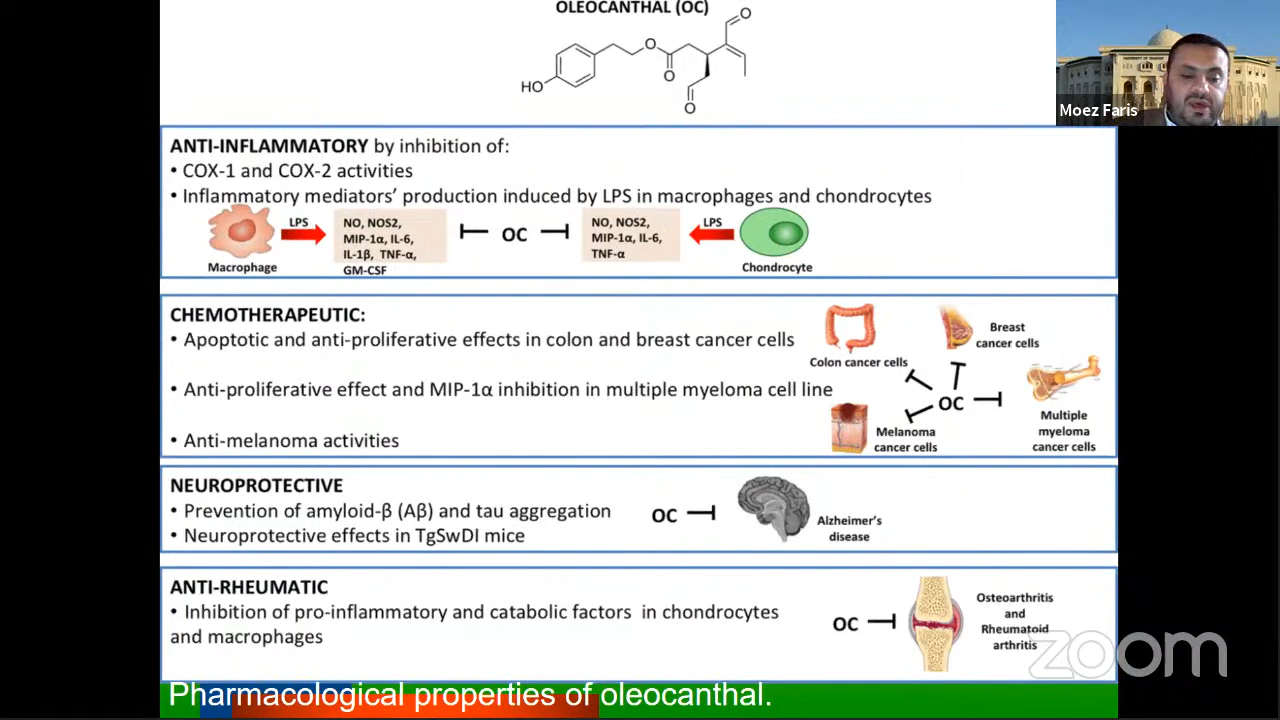 OLEOCANTHAL (OC)
O
O
HO
O
O
Moez Faris
ANTI-INFLAMMATORY by inhibition of:
• COX-1 and COX-2 activities
• Inflammatory mediators' production induced by LPS in macrophages and chondrocytes
LPS
NO, NOS2,
MIP-1α, IL-6,
IL-1β, TNF-α,
GM-CSF
Macrophage
OC
NO, NOS2,
MIP-1α, IL-6,
TNF-α
LPS
Chondrocyte
CHEMOTHERAPEUTIC:
• Apoptotic and anti-proliferative effects in colon and breast cancer cells
• Anti-proliferative effect and MIP-1α inhibition in multiple myeloma cell line
• Anti-melanoma activities
Colon cancer cells
Breast
cancer cells
OC
Melanoma
cancer cells
Multiple
myeloma
cancer cells
NEUROPROTECTIVE
• Prevention of amyloid-β (Aβ) and tau aggregation
• Neuroprotective effects in TgSwDI mice
OC
Alzheimer's
disease
ANTI-RHEUMATIC
• Inhibition of pro-inflammatory and catabolic factors in chondrocytes
and macrophages
OC
Osteoarthritis
and
Rheumatoid
arthritis
zoom
Pharmacological properties of oleocanthal.